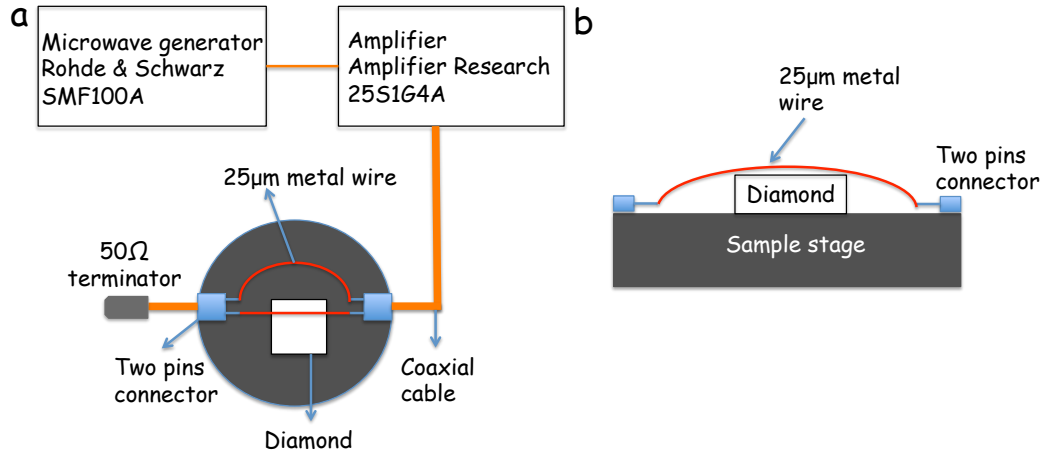 a
Microwave generator
Rohde & Schwarz
SMF100A
Amplifier
Amplifier Research
25S1G4A
25µm metal wire
50Ω
terminator
Two pins
connector
Coaxial
cable
Diamond
b
25µm metal
wire
Two pins
connector
Diamond
Sample stage